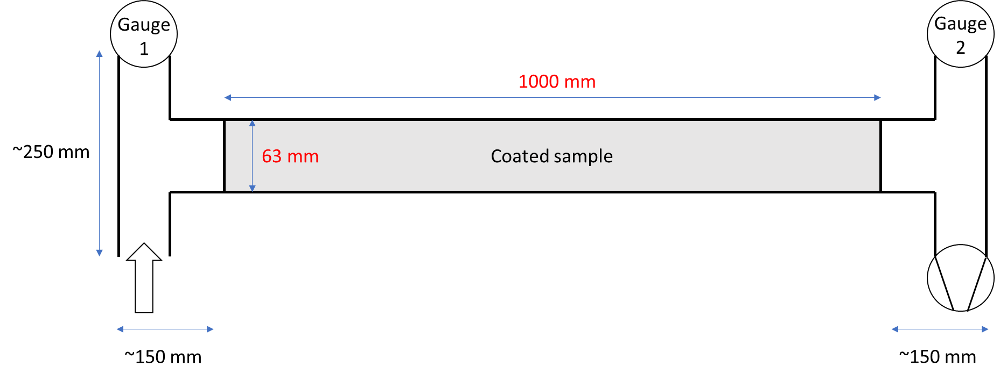 Gauge
1
Gauge
2
1000 mm
~250 mm
63 mm
Coated sample
~150 mm
~150 mm